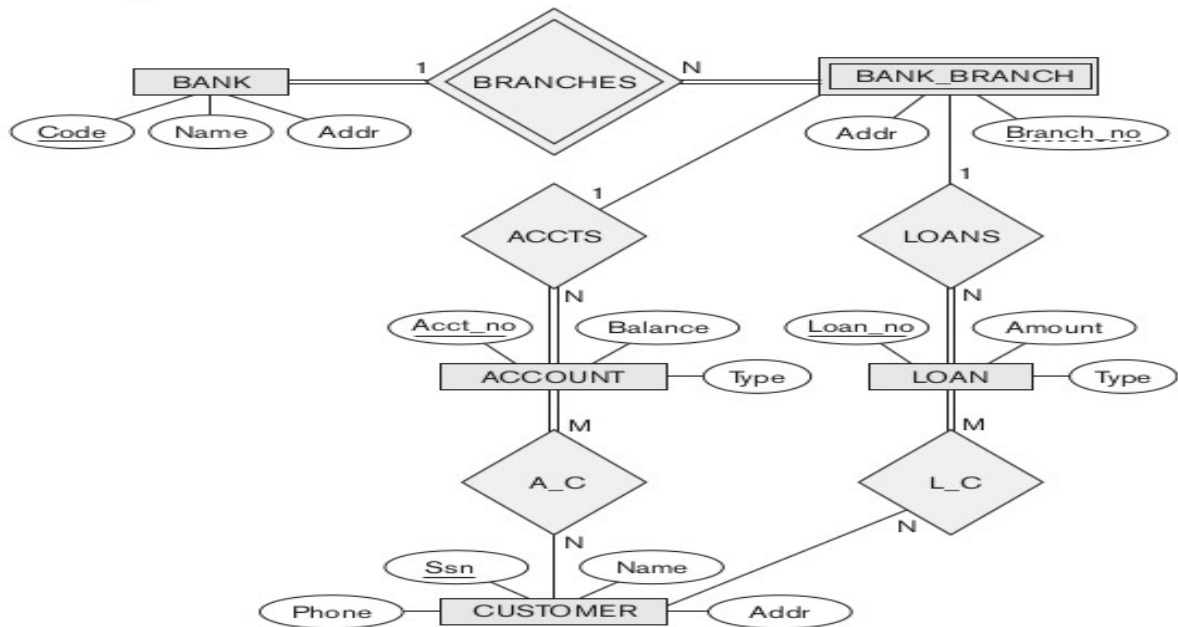 1 N
BANK BRANCHES BANK_BRANCH
Code Name Addr Addr Branch_no
1 1
ACCTS LOANS
N N
Acct_no Balance Loan_no Amount
ACCOUNT Type LOAN Type
M M
A_C L_C
N N
Ssn Name
Phone CUSTOMER Addr